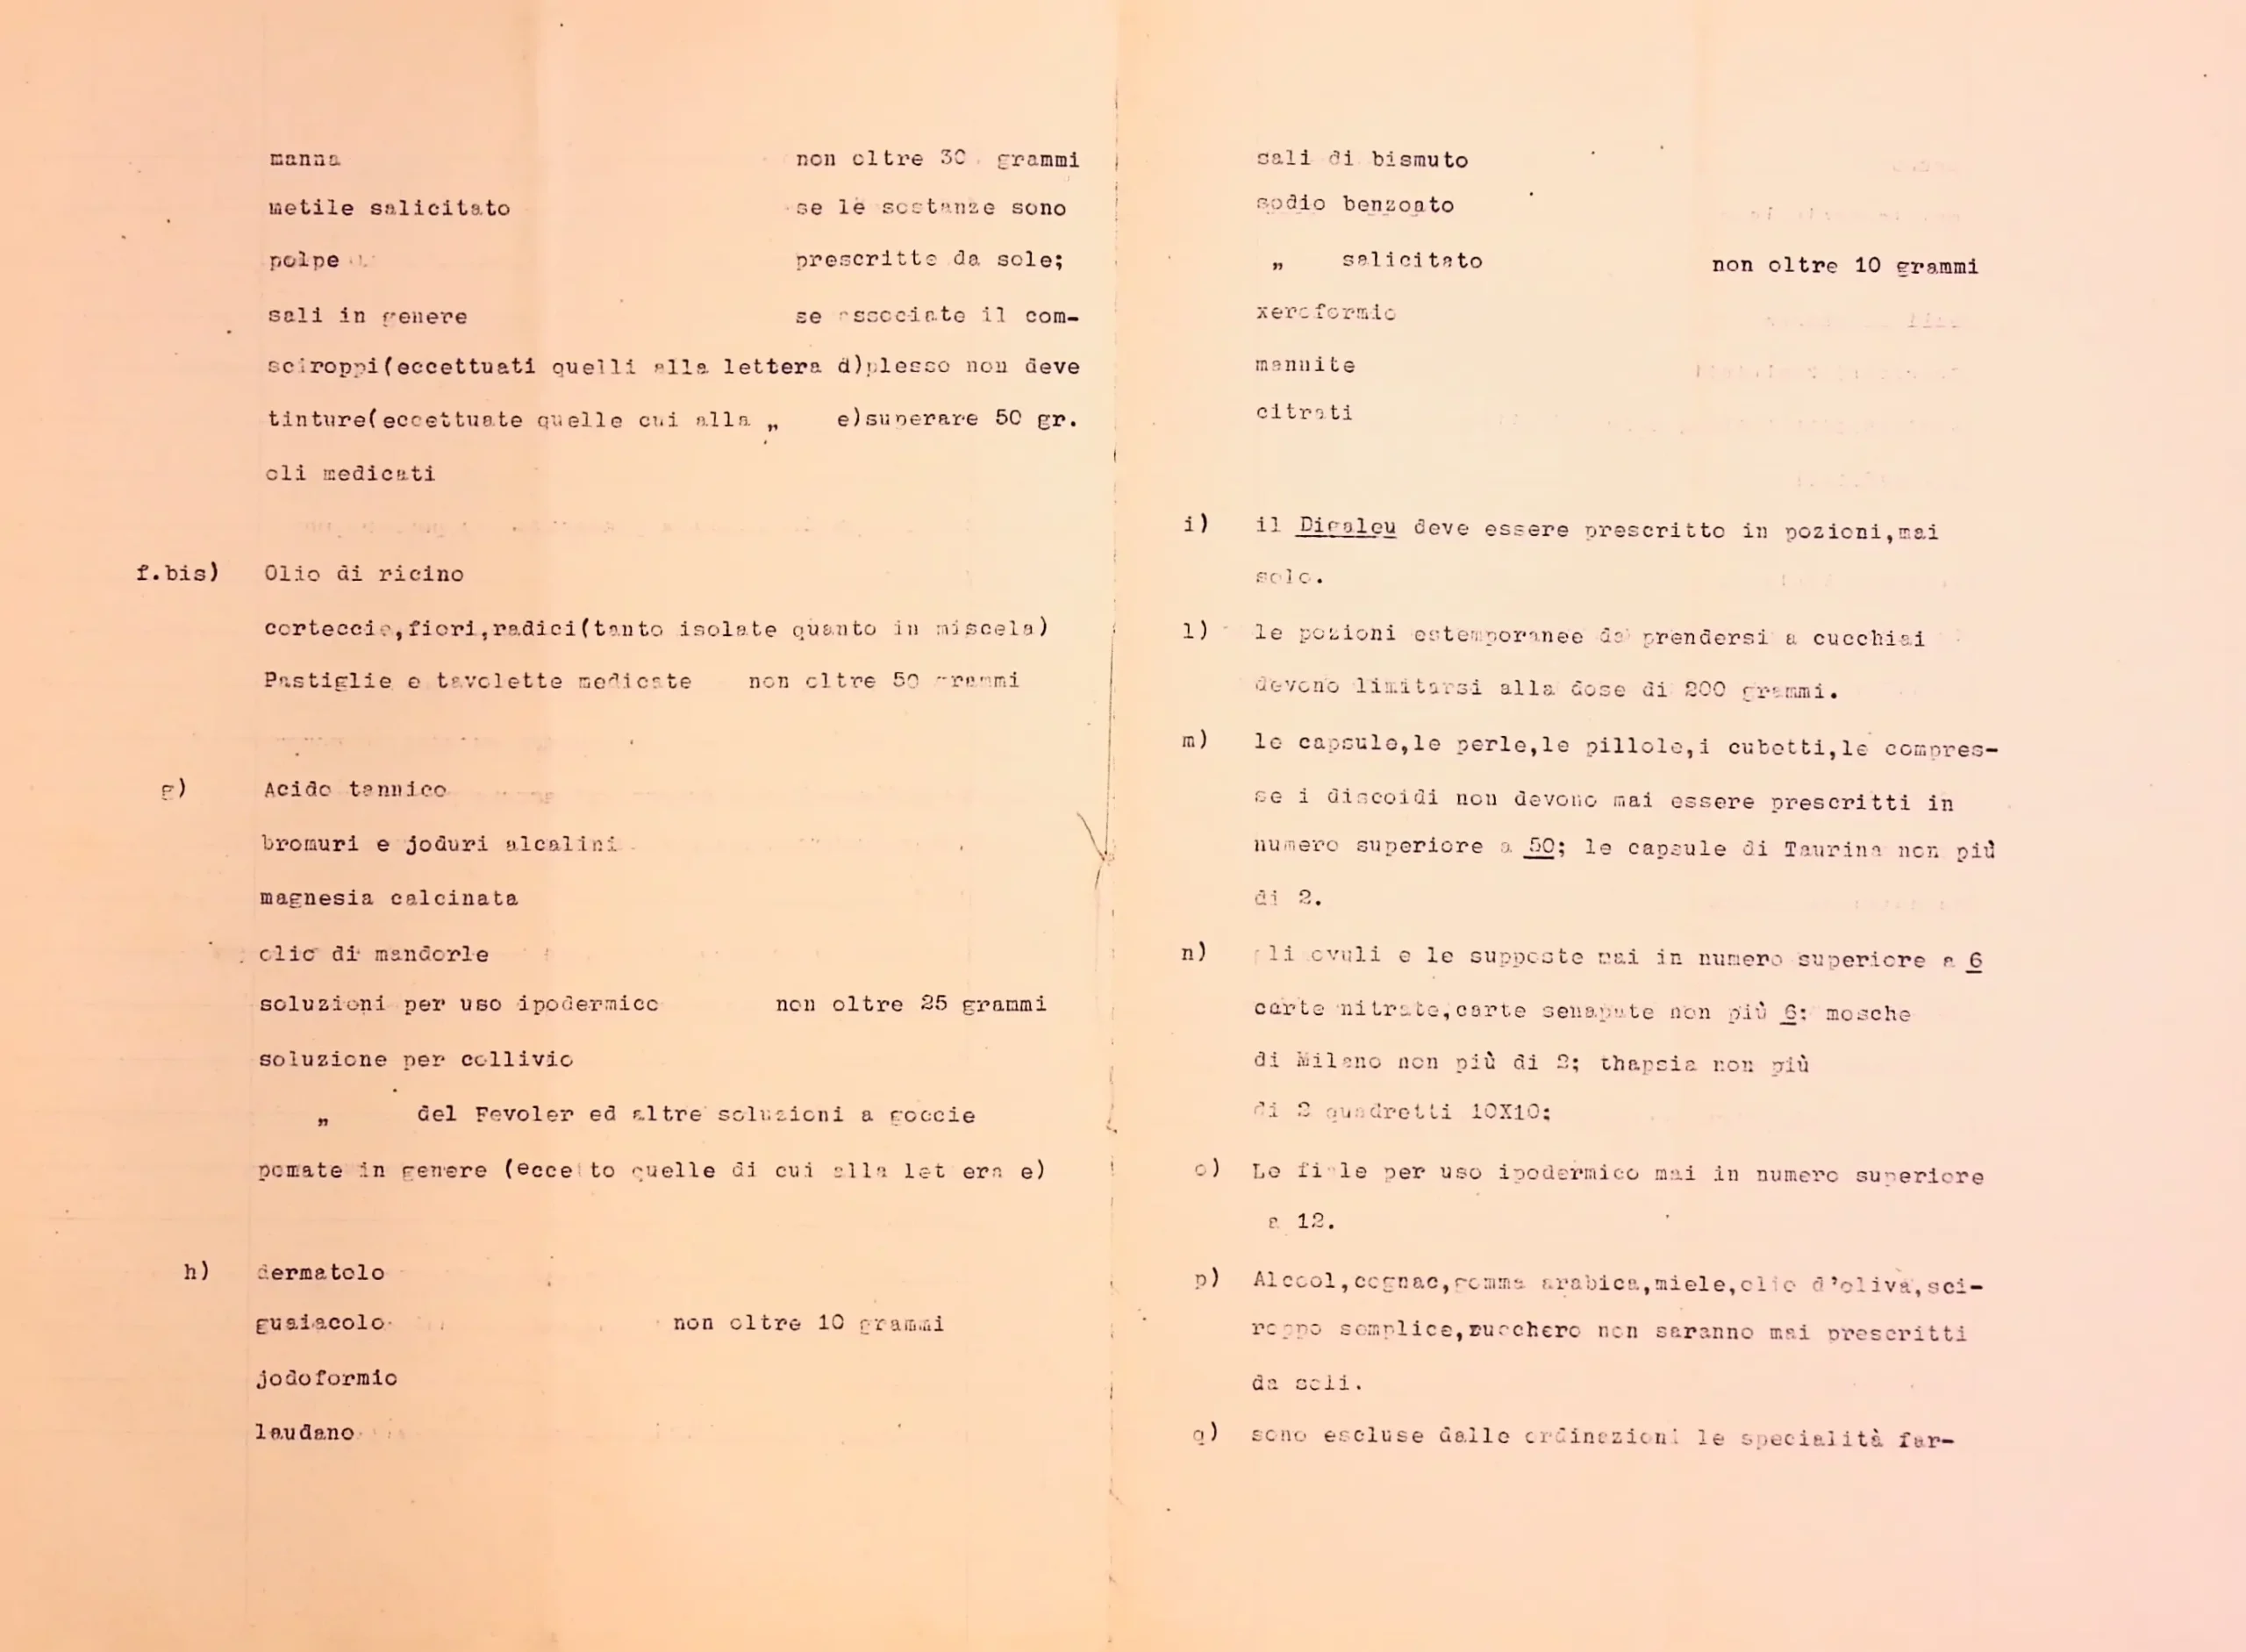 manna non oltre 30 grammi
metile salicitato se le sostanze sono
polpe prescritte da sole;
sali in genere se associate il com-
sciroppi(eccettuati quelli alla lettera d)plesso non deve
tinture(eccettuate quelle cui alla „ e)superare 50 gr.
oli medicati
f.bis) Olio di ricino
corteccie,fiori,radici(tanto isolate quanto in miscela)
Pastiglie e tavolette medicate non oltre 50 grammi
g) Acido tannico
bromuri e joduri alcalini
magnesia calcinata
olio di mandorle
soluzioni per uso ipodermico non oltre 25 grammi
soluzione per collivio
„ del Fevoler ed altre soluzioni a goccie
pomate in genere (eccetto quelle di cui alla let era e)
h) dermatolo
guaiacolo non oltre 10 grammi
jodoformio
laudano
sali di bismuto
sodio benzoato
„ salicitato non oltre 10 grammi
xeroformio
mannite
citrati
i) il Digaleu deve essere prescritto in pozioni,mai
solo.
l) le pozioni estemporanee da prendersi a cucchiai
devono limitarsi alla dose di 200 grammi.
m) le capsule,le perle,le pillole,i cubetti,le compres-
se i discoidi non devono mai essere prescritti in
numero superiore a 50; le capsule di Taurina non più
di 2.
n) gli ovuli e le supposte mai in numero superiore a 6
carte nitrate,carte senapate non più 6; mosche
di Milano non più di 2; thapsia non più
di 2 quadretti 10X10;
o) Le fiale per uso ipodermico mai in numero superiore
a 12.
p) Alcool,cognac,gomma arabica,miele,olio d'oliva,sci-
roppo semplice,zucchero non saranno mai prescritti
da soli.
q) sono escluse dalle ordinazioni le specialità far-